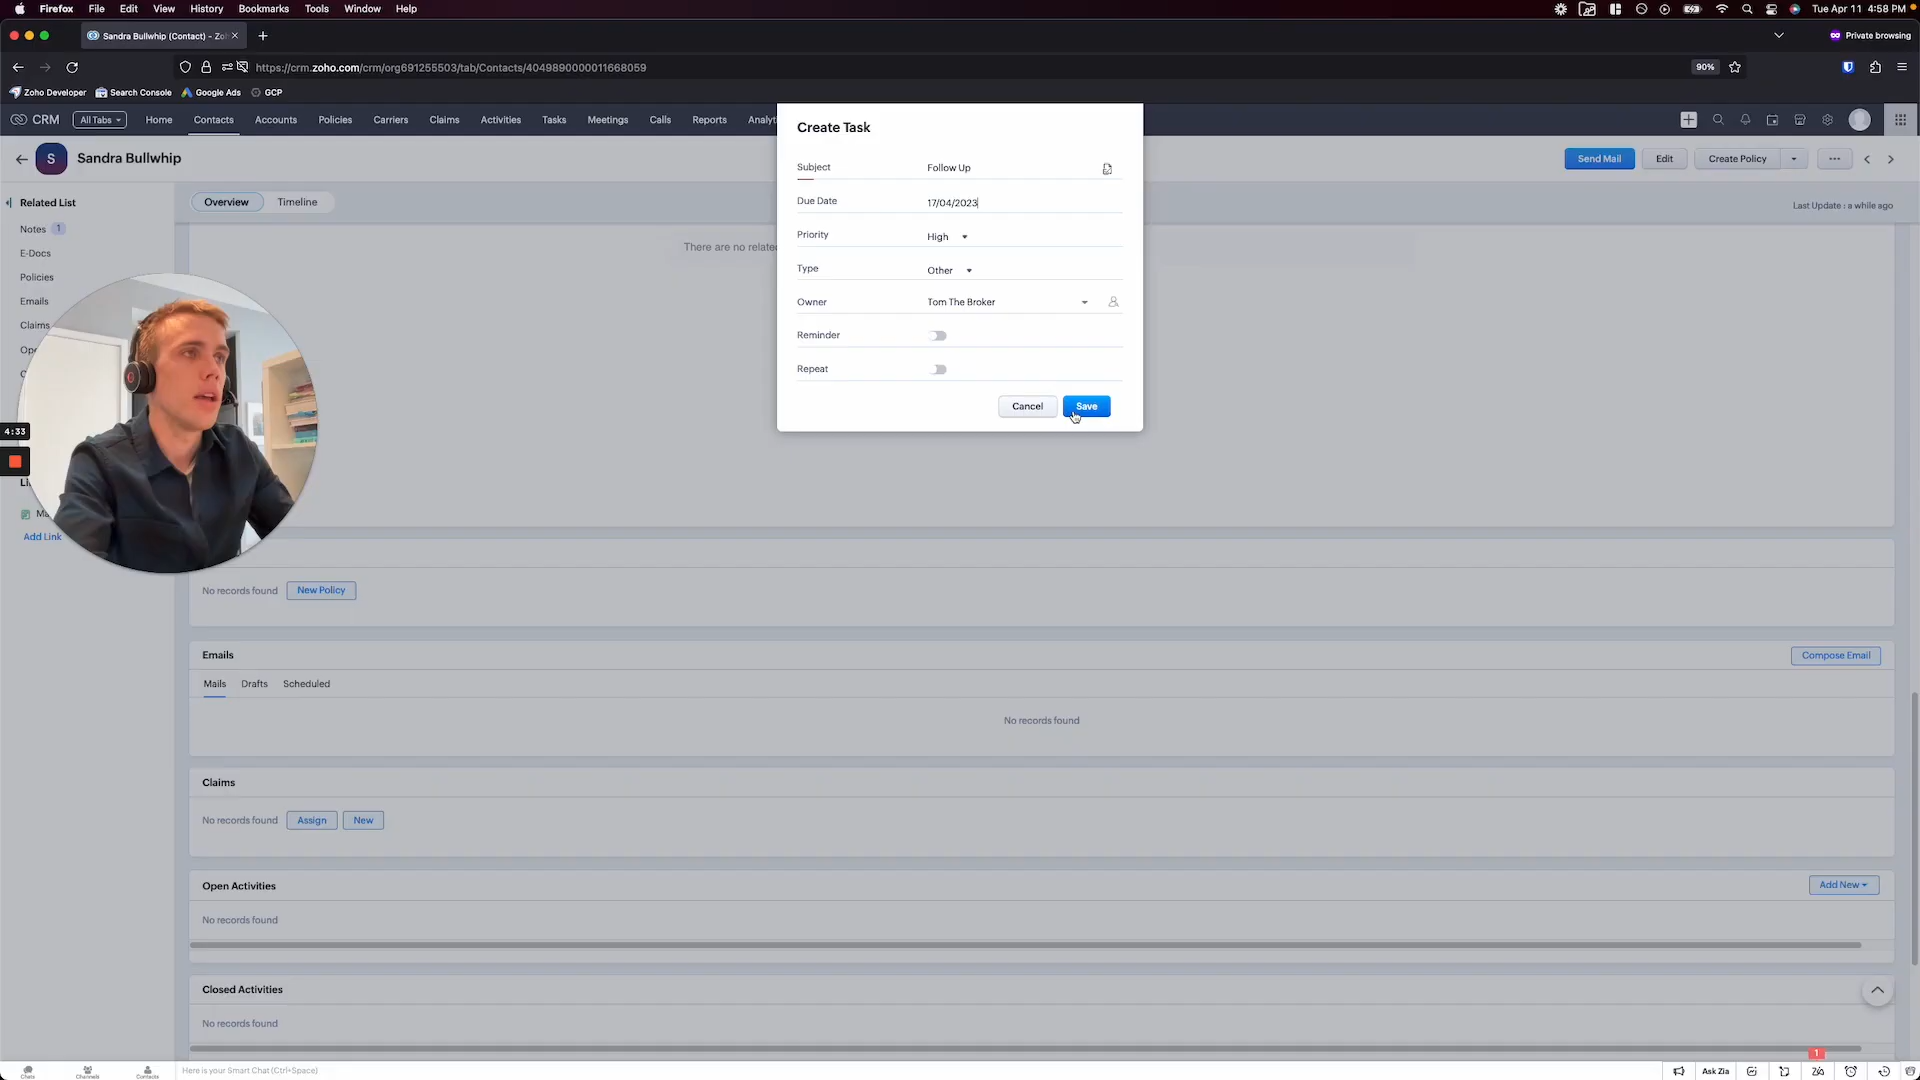 Firefox File Edit View History Bookmarks Tools Window Help
Tue Apr 11 4:58 PM
Sandra Bullwhip (Contact) - Zoh
Private browsing
https://crm.zoho.com/crm/org691255503/tab/Contacts/4049890000011668059
90%
Zoho Developer Search Console Google Ads GCP
CRM All Tabs Home Contacts Accounts Policies Carriers Claims Activities Tasks Meetings Calls Reports Analyti
S Sandra Bullwhip
Send Mail Edit Create Policy
Related List
Overview Timeline
Last Update : a while ago
Notes 1
E-Docs
Policies
Emails
Claims
Ope
There are no relate
Create Task
Subject Follow Up
Due Date 17/04/2023
Priority High
Type Other
Owner Tom The Broker
Reminder
Repeat
Cancel Save
4:33
Add Link
No records found New Policy
Emails
Compose Email
Mails Drafts Scheduled
No records found
Claims
No records found Assign New
Open Activities
Add New
No records found
Closed Activities
No records found
1
Chats Channels Contacts
Here is your Smart Chat (Ctrl+Space)
Ask Zia